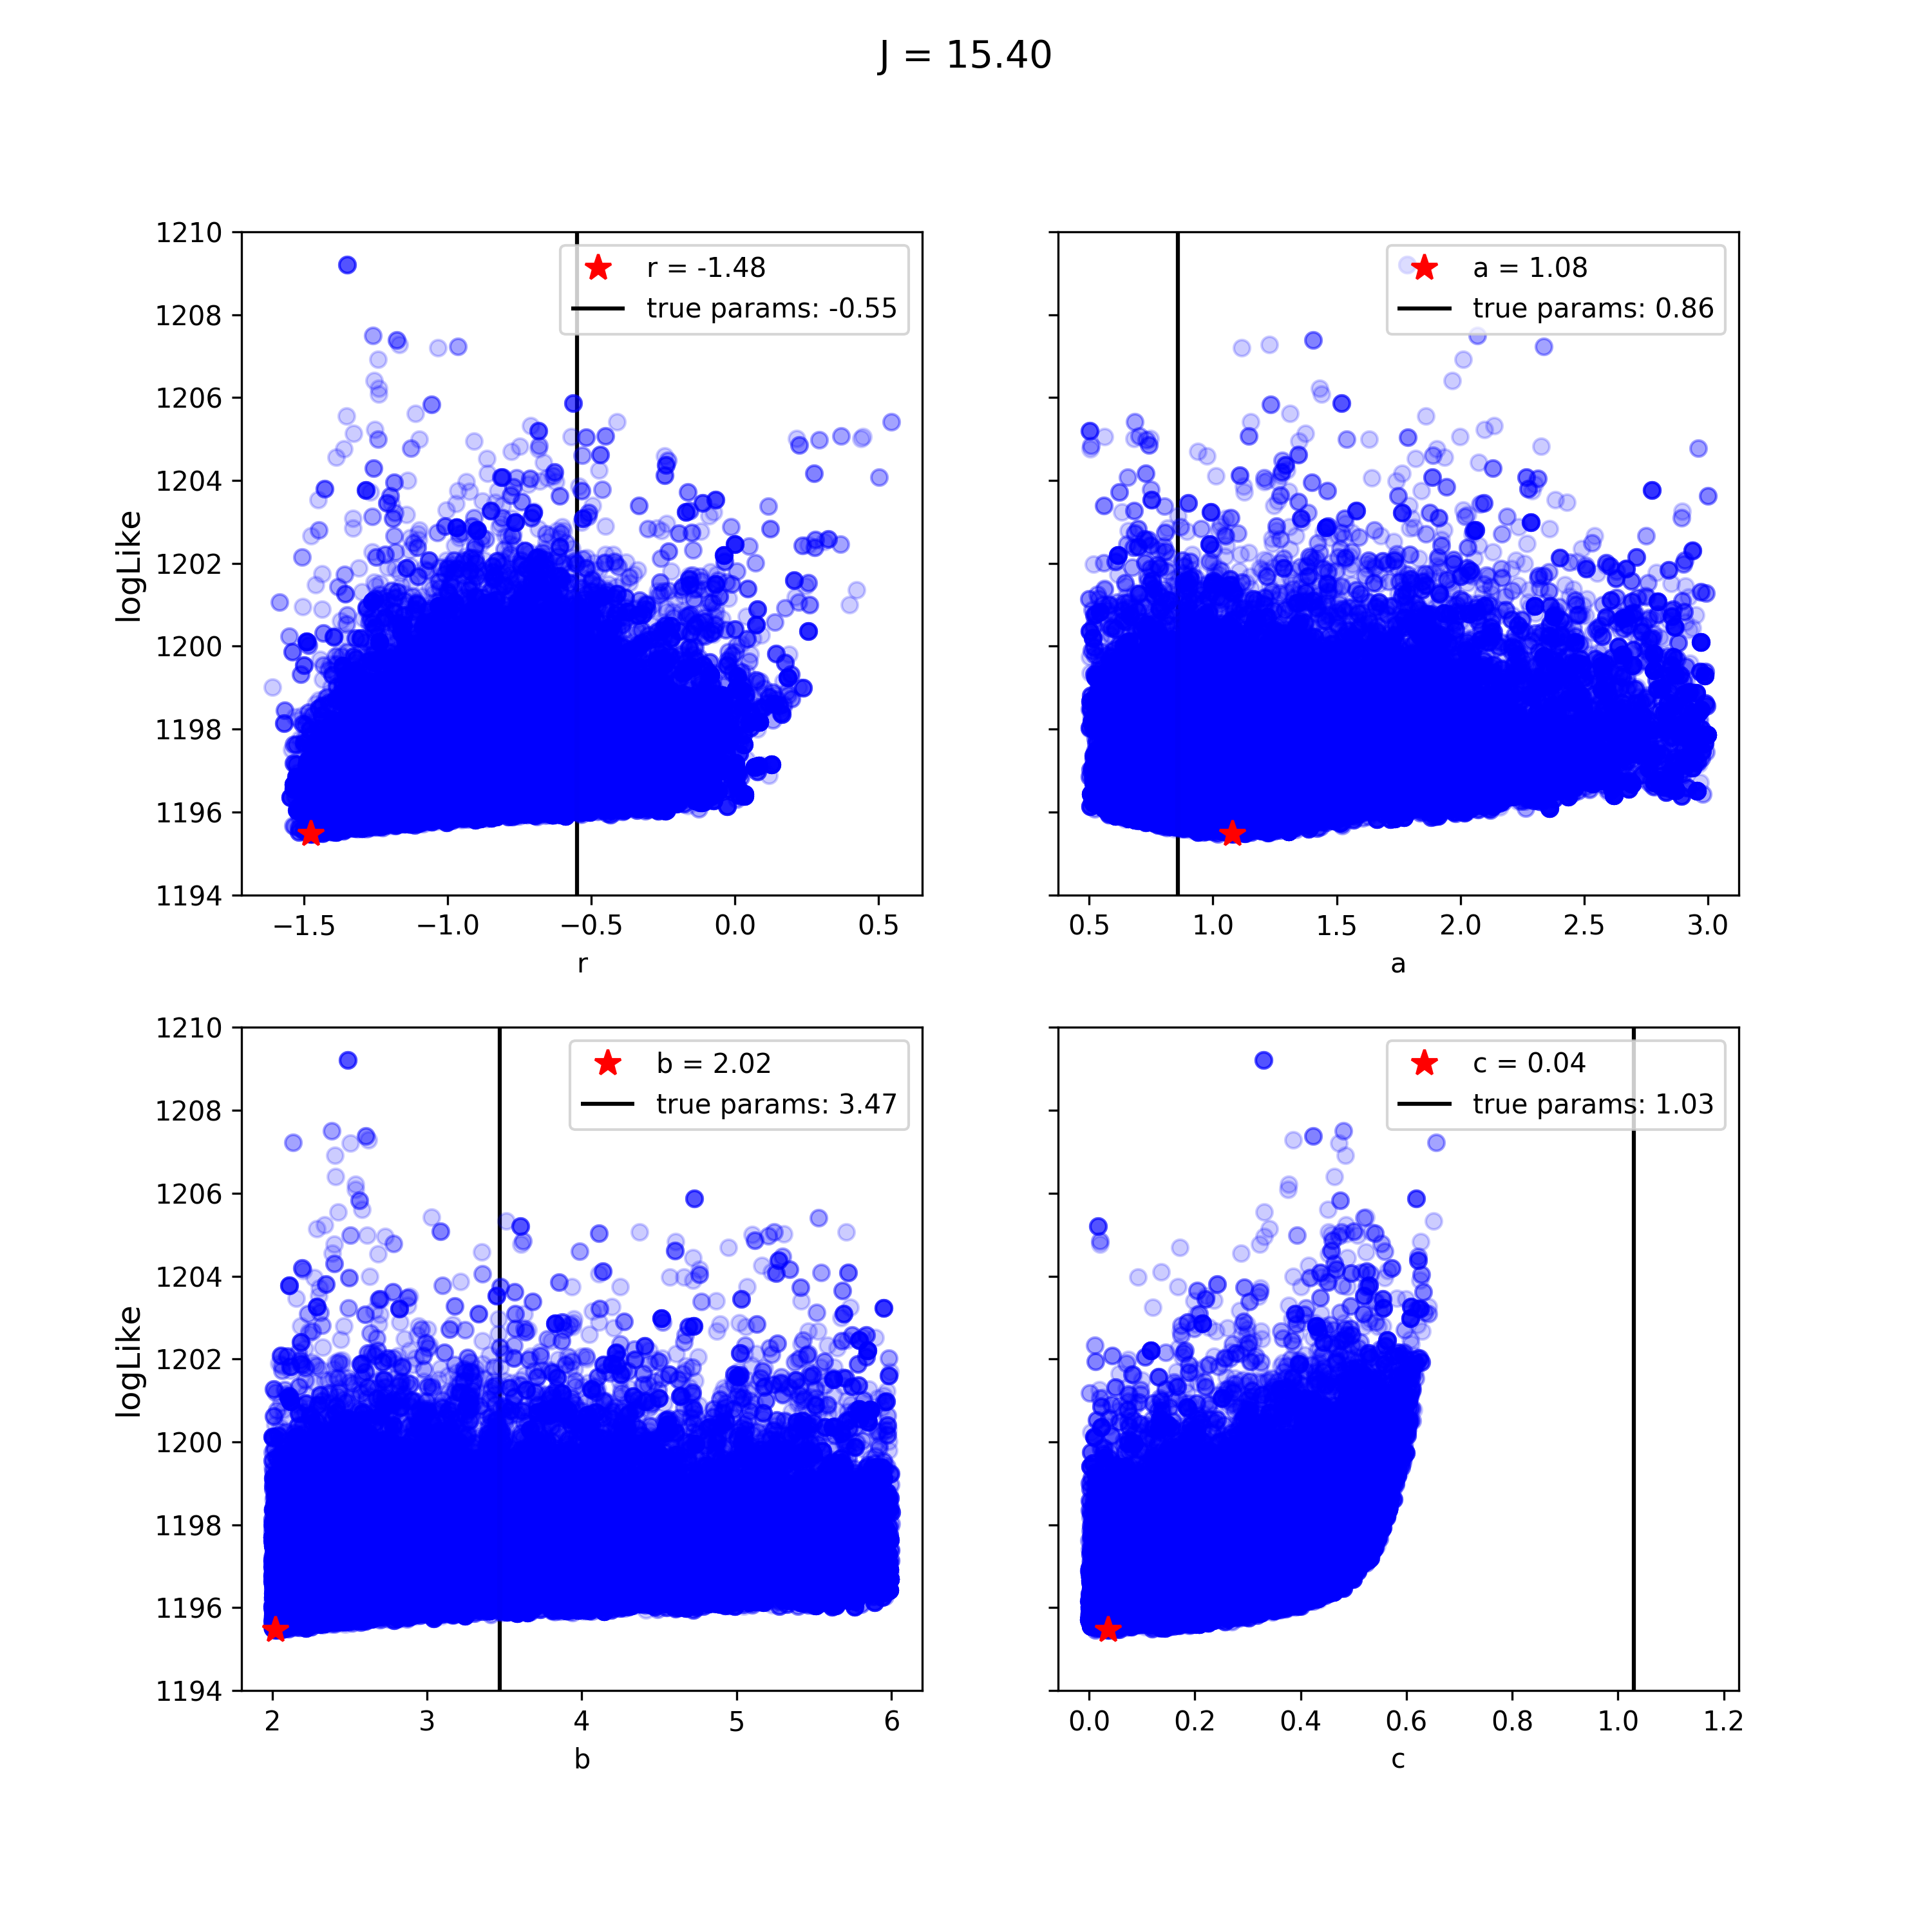 J = 15.40
1210
1208
1206
1204
1202
1200
1198
1196
1194
logLike
r = -1.48
true params: -0.55
−1.5 −1.0 −0.5 0.0 0.5
r
a = 1.08
true params: 0.86
0.5 1.0 1.5 2.0 2.5 3.0
a
1210
1208
1206
1204
1202
1200
1198
1196
1194
logLike
b = 2.02
true params: 3.47
2 3 4 5 6
b
c = 0.04
true params: 1.03
0.0 0.2 0.4 0.6 0.8 1.0 1.2
c